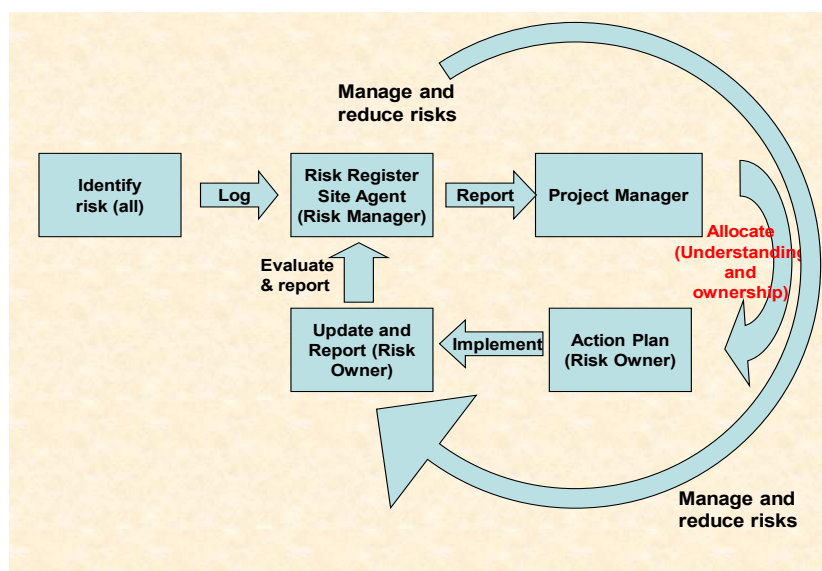 Manage and
reduce risks
Identify
risk (all)
Log
Risk Register
Site Agent
(Risk Manager)
Report
Project Manager
Allocate
(Understanding
and
ownership)
Evaluate
& report
Update and
Report (Risk
Owner)
Implement
Action Plan
(Risk Owner)
Manage and
reduce risks